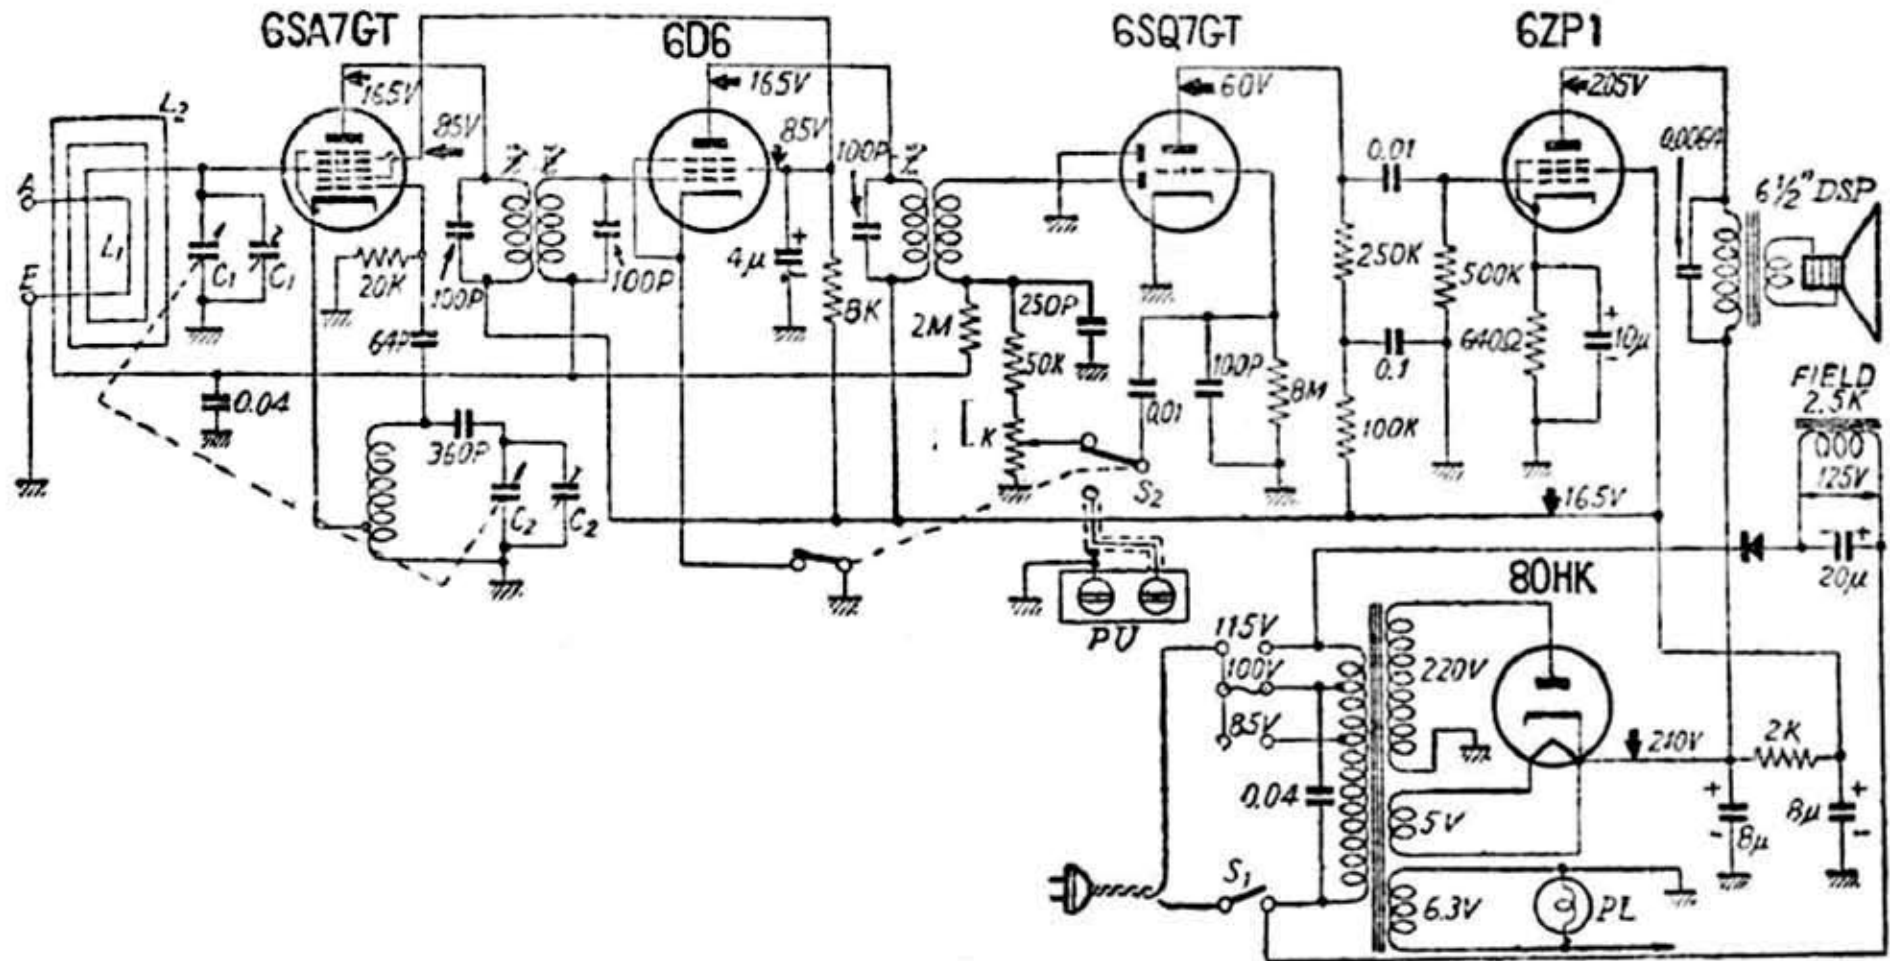 6SA7GT
6D6
6SQ7GT
6ZP1
165V
165V
60V
205V
L2
85V
85V
100P
0.01
0.006μ
6 1/2" DSP
A
L1
E
C1
C1
20K
100P
100P
4μ
8K
2M
250P
50K
250K
500K
640Ω
10μ
64P
0.01
100P
8M
0.1
FIELD
2.5K
0.04
360P
K
100K
125V
C2
C2
S2
165V
20μ
80HK
PU
115V
100V
85V
220V
210V
2K
0.04
5V
8μ
8μ
S1
6.3V
PL